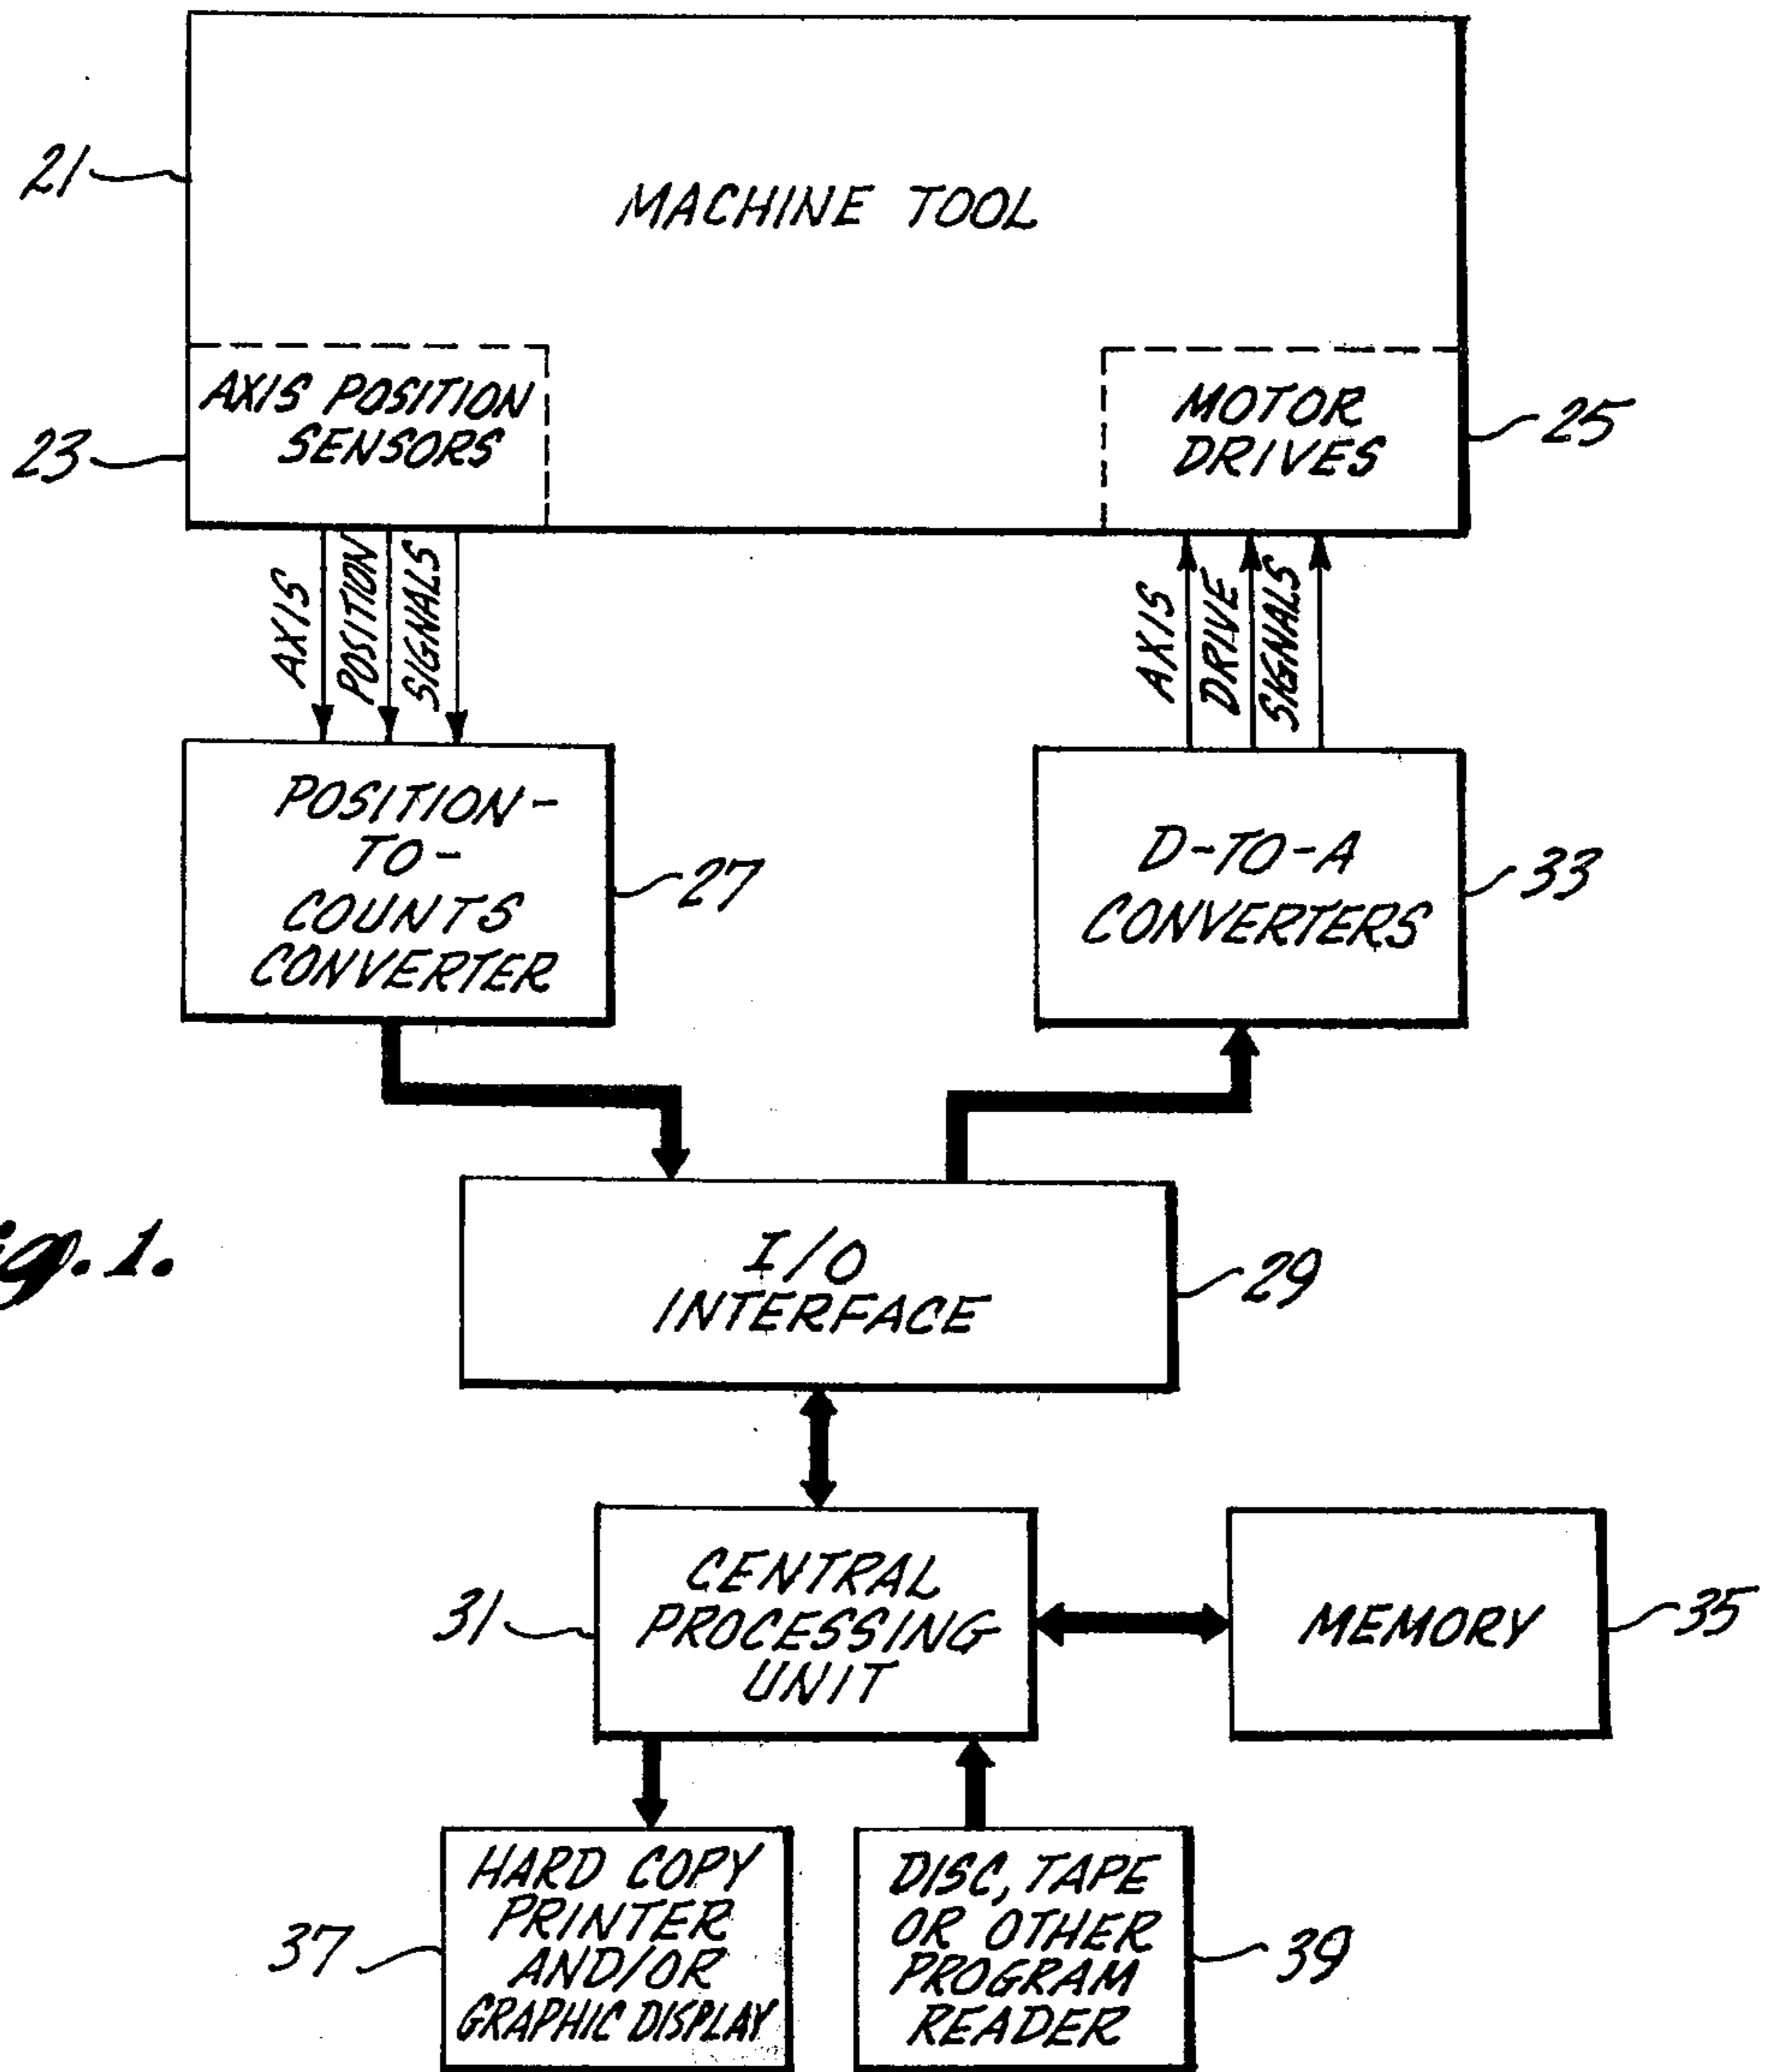 21
MACHINE TOOL
AXIS POSITION
SENSORS
23
MOTOR
DRIVES
25
AXIS
POSITION
SIGNALS
AXIS
DRIVE
SIGNALS
POSITION-
TO-
COUNTS
CONVERTER
27
D-TO-A
CONVERTERS
33
ig. 1.
I/O
INTERFACE
29
31
CENTRAL
PROCESSING
UNIT
MEMORY
35
37
HARD COPY
PRINTER
AND/OR
GRAPHIC DISPLAY
DISC, TAPE
OR OTHER
PROGRAM
READER
39